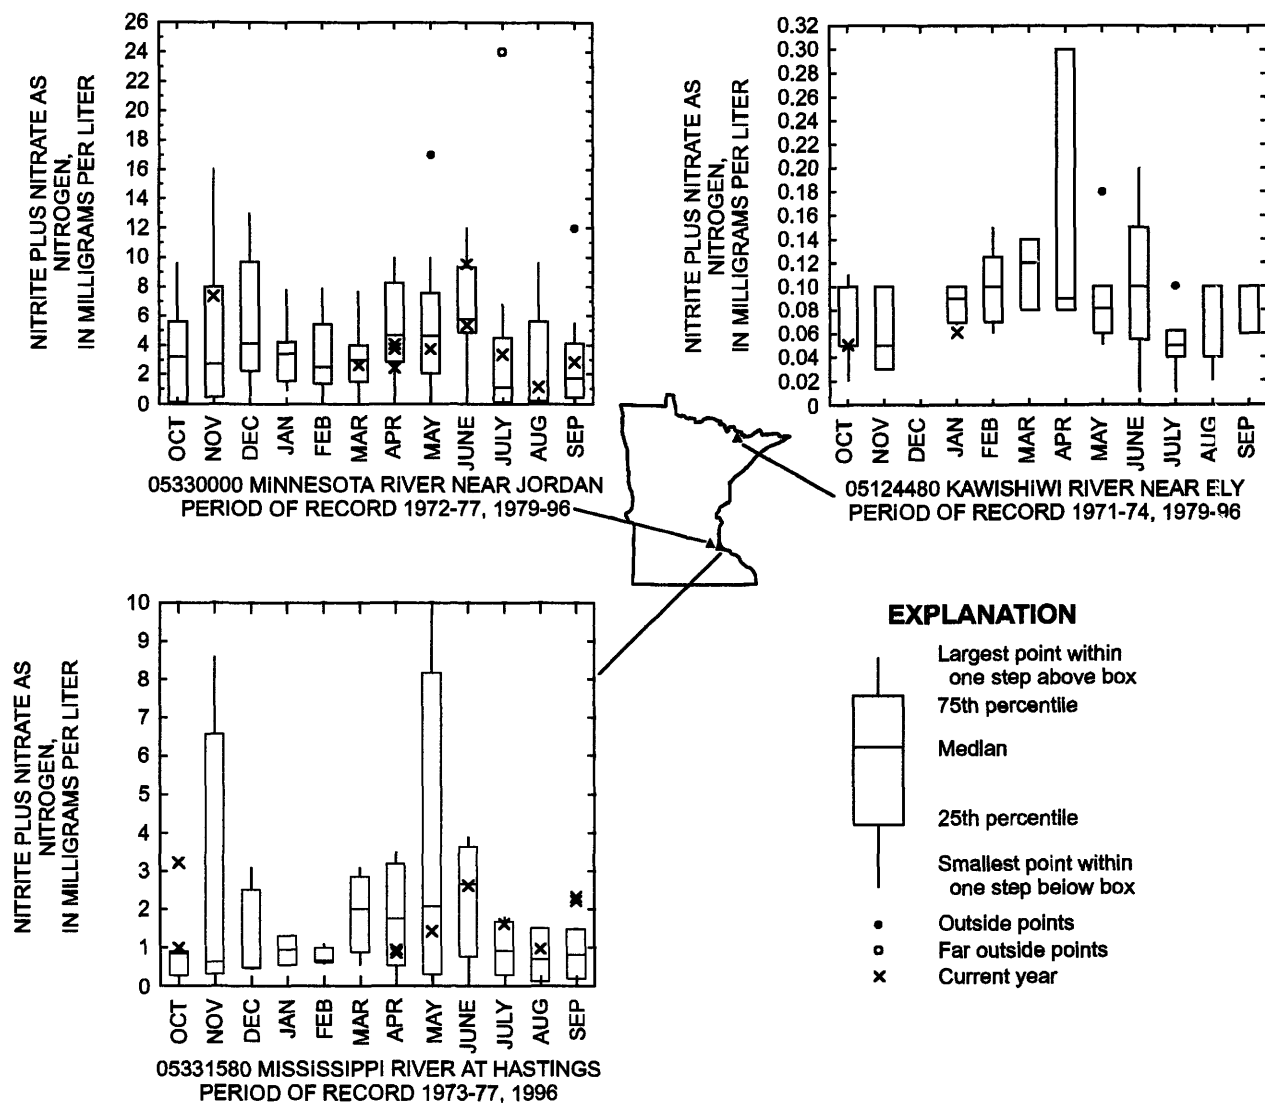 NITRITE PLUS NITRATE AS
NITROGEN,
IN MILLIGRAMS PER LITER
26
24
22
20
18
16
14
12
10
8
6
4
2
0
OCT NOV DEC JAN FEB MAR APR MAY JUNE JULY AUG SEP
05330000 MINNESOTA RIVER NEAR JORDAN
PERIOD OF RECORD 1972-77, 1979-96
NITRITE PLUS NITRATE AS
NITROGEN,
IN MILLIGRAMS PER LITER
0.32
0.30
0.28
0.26
0.24
0.22
0.20
0.18
0.16
0.14
0.12
0.10
0.08
0.06
0.04
0.02
0
OCT NOV DEC JAN FEB MAR APR MAY JUNE JULY AUG SEP
05124480 KAWISHIWI RIVER NEAR ELY
PERIOD OF RECORD 1971-74, 1979-96
NITRITE PLUS NITRATE AS
NITROGEN,
IN MILLIGRAMS PER LITER
10
9
8
7
6
5
4
3
2
1
0
OCT NOV DEC JAN FEB MAR APR MAY JUNE JULY AUG SEP
05331580 MISSISSIPPI RIVER AT HASTINGS
PERIOD OF RECORD 1973-77, 1996
EXPLANATION
Largest point within
one step above box
75th percentile
Median
25th percentile
Smallest point within
one step below box
Outside points
Far outside points
Current year